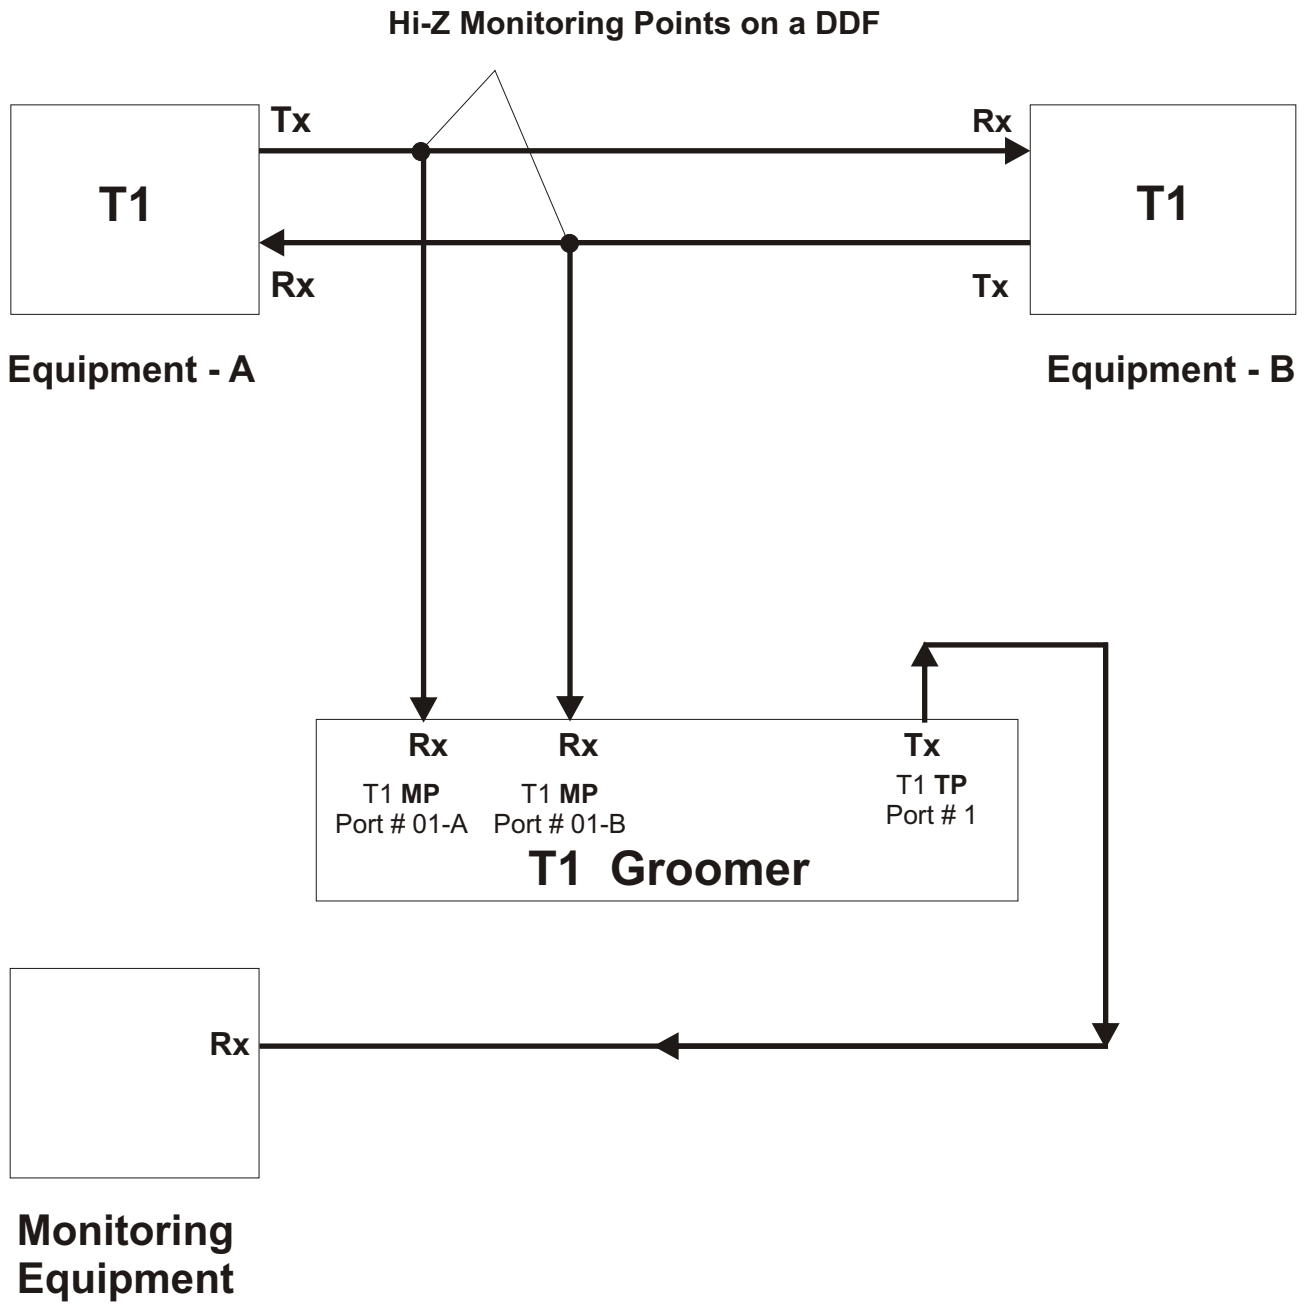 Hi-Z Monitoring Points on a DDF
Tx
Rx
T1
T1
Rx
Tx
Equipment - A
Equipment - B
Rx
Rx
Tx
T1 MP
Port # 01-A
T1 MP
Port # 01-B
T1 TP
Port # 1
T1 Groomer
Rx
Monitoring
Equipment